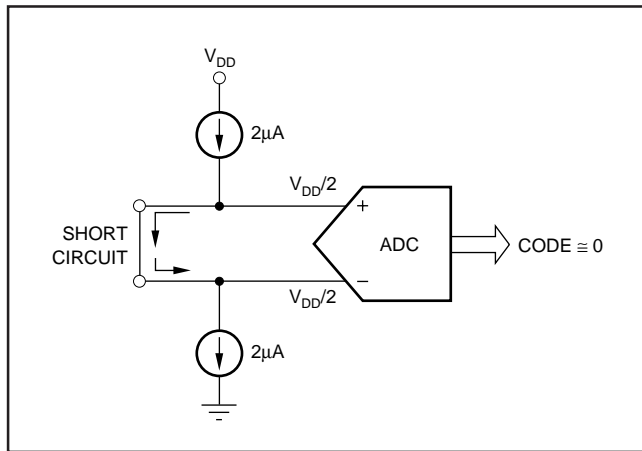 V_DD
2μA
V_DD/2
+
SHORT
CIRCUIT
ADC
CODE ≅ 0
−
V_DD/2
2μA